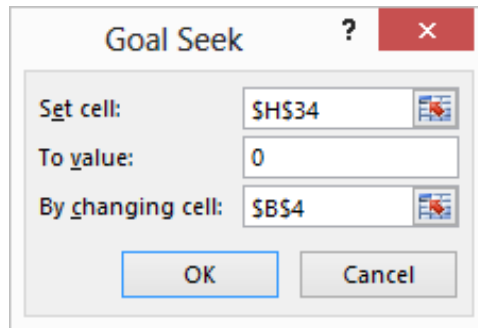 Goal Seek ? ×
Set cell: $H$34
To value: 0
By changing cell: $B$4
OK Cancel